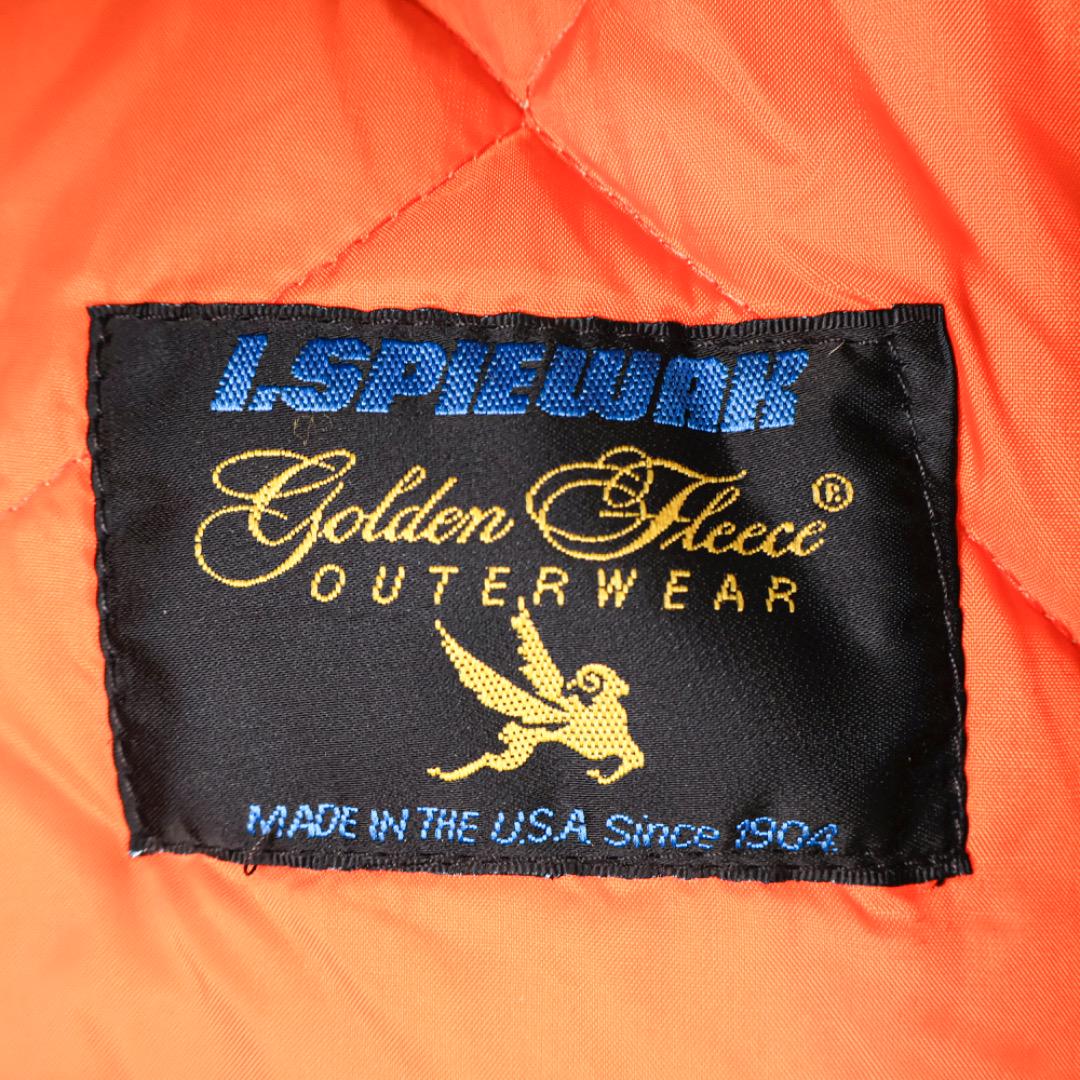 I.SPIEWAK
Golden Fleece®
OUTERWEAR
MADE IN THE U.S.A. Since 1904